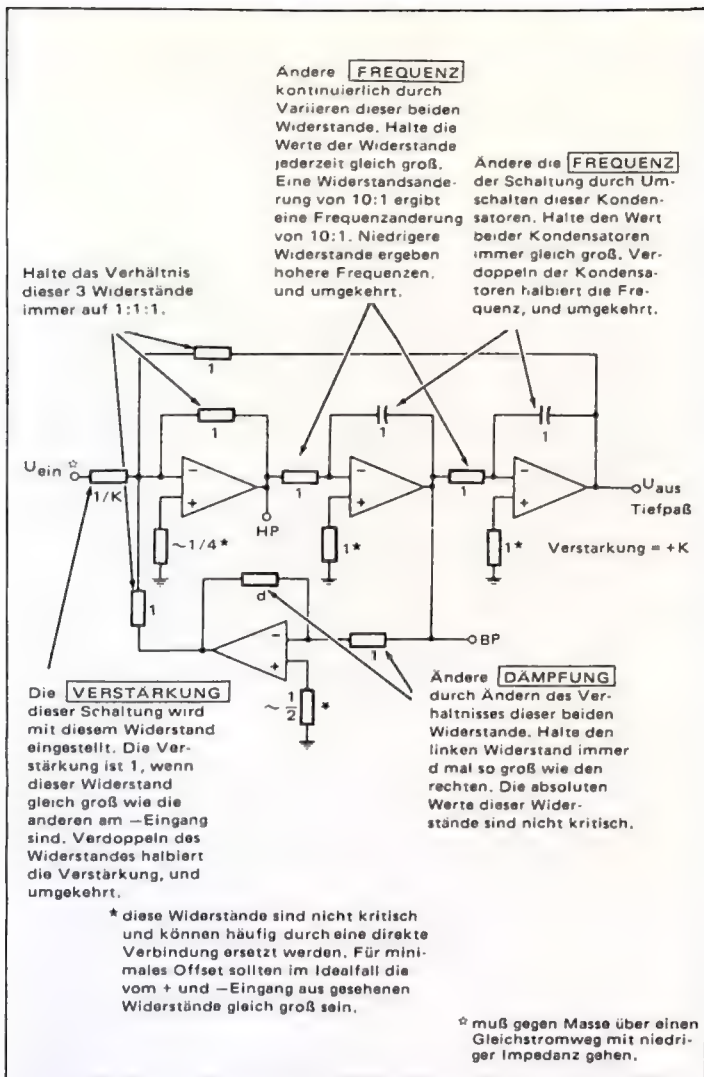 Ändere FREQUENZ
kontinuierlich durch
Variieren dieser beiden
Widerstande. Halte die
Werte der Widerstande
jederzeit gleich groß.
Eine Widerstandsande-
rung von 10:1 ergibt
eine Frequenzanderung
von 10:1. Niedrigere
Widerstande ergeben
hohere Frequenzen.
und umgekehrt.
Ändere die FREQUENZ
der Schaltung durch Um-
schalten dieser Konden-
satoren. Halte den Wert
beider Kondensatoren
immer gleich groß. Ver-
doppeln der Kondensa-
toren halbiert die Fre-
quenz, und umgekehrt.
Halte das Verhältnis
dieser 3 Widerstände
immer auf 1:1:1.
1
1
1
1
Uein ☆
1/K
−
+
HP
1
−
+
1
−
+
Uaus
Tiefpaß
~1/4*
1*
1*
Verstarkung = +K
1
d
−
+
1
BP
~ 1/2 *
Die VERSTÄRKUNG
dieser Schaltung wird
mit diesem Widerstand
eingestellt. Die Ver-
stärkung ist 1, wenn
dieser Widerstand
gleich groß wie die
anderen am −Eingang
sind. Verdoppeln des
Widerstandes halbiert
die Verstärkung, und
umgekehrt.
Ändere DÄMPFUNG
durch Ändern des Ver-
haltnisses dieser beiden
Widerstande. Halte den
linken Widerstand immer
d mal so groß wie den
rechten. Die absoluten
Werte dieser Wider-
stände sind nicht kritisch.
★ diese Widerstände sind nicht kritisch
und können häufig durch eine direkte
Verbindung ersetzt werden. Für mini-
males Offset sollten im Idealfall die
vom + und −Eingang aus gesehenen
Widerstände gleich groß sein.
☆ muß gegen Masse über einen
Gleichstromweg mit niedri-
ger Impedanz gehen.